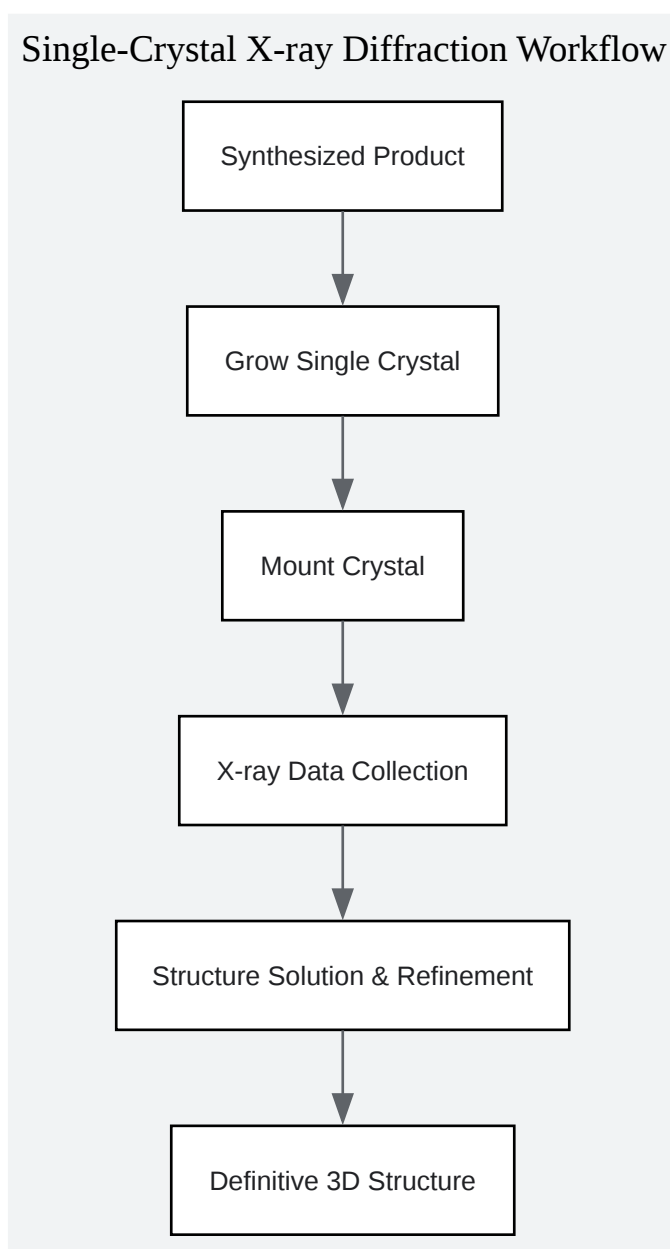 Single-Crystal X-ray Diffraction Workflow
Synthesized Product
Grow Single Crystal
Mount Crystal
X-ray Data Collection
Structure Solution & Refinement
Definitive 3D Structure